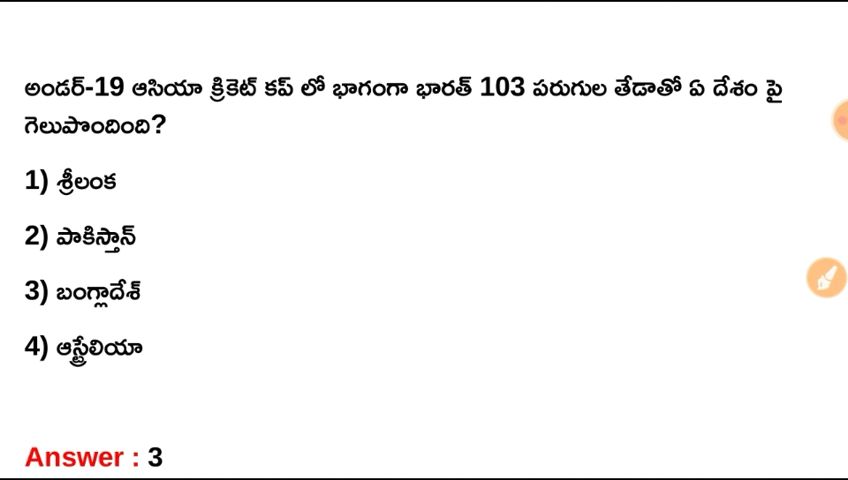 అండర్-19 ఆసియా క్రికెట్ కప్ లో భాగంగా భారత్ 103 పరుగుల తేడాతో ఏ దేశం పై
గెలుపొందింది?
1) శ్రీలంక
2) పాకిస్తాన్
3) బంగ్లాదేశ్
4) ఆస్ట్రేలియా
Answer : 3